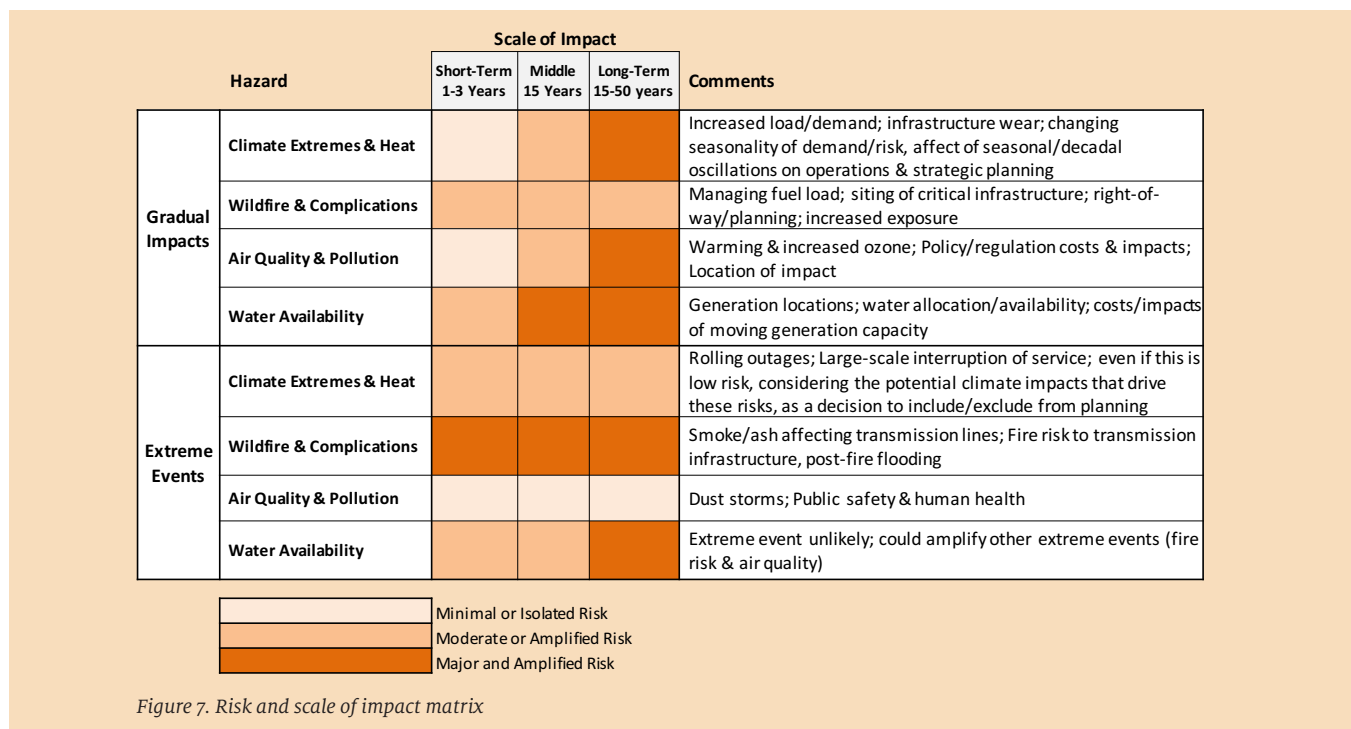 Scale of Impact
Hazard
Short-Term
1-3 Years
Middle
15 Years
Long-Term
15-50 years
Comments
Gradual
Impacts
Climate Extremes & Heat
Increased load/demand; infrastructure wear; changing
seasonality of demand/risk, affect of seasonal/decadal
oscillations on operations & strategic planning
Wildfire & Complications
Managing fuel load; siting of critical infrastructure; right-of-
way/planning; increased exposure
Air Quality & Pollution
Warming & increased ozone; Policy/regulation costs & impacts;
Location of impact
Water Availability
Generation locations; water allocation/availability; costs/impacts
of moving generation capacity
Extreme
Events
Climate Extremes & Heat
Rolling outages; Large-scale interruption of service; even if this is
low risk, considering the potential climate impacts that drive
these risks, as a decision to include/exclude from planning
Wildfire & Complications
Smoke/ash affecting transmission lines; Fire risk to transmission
infrastructure, post-fire flooding
Air Quality & Pollution
Dust storms; Public safety & human health
Water Availability
Extreme event unlikely; could amplify other extreme events (fire
risk & air quality)
Minimal or Isolated Risk
Moderate or Amplified Risk
Major and Amplified Risk
Figure 7. Risk and scale of impact matrix